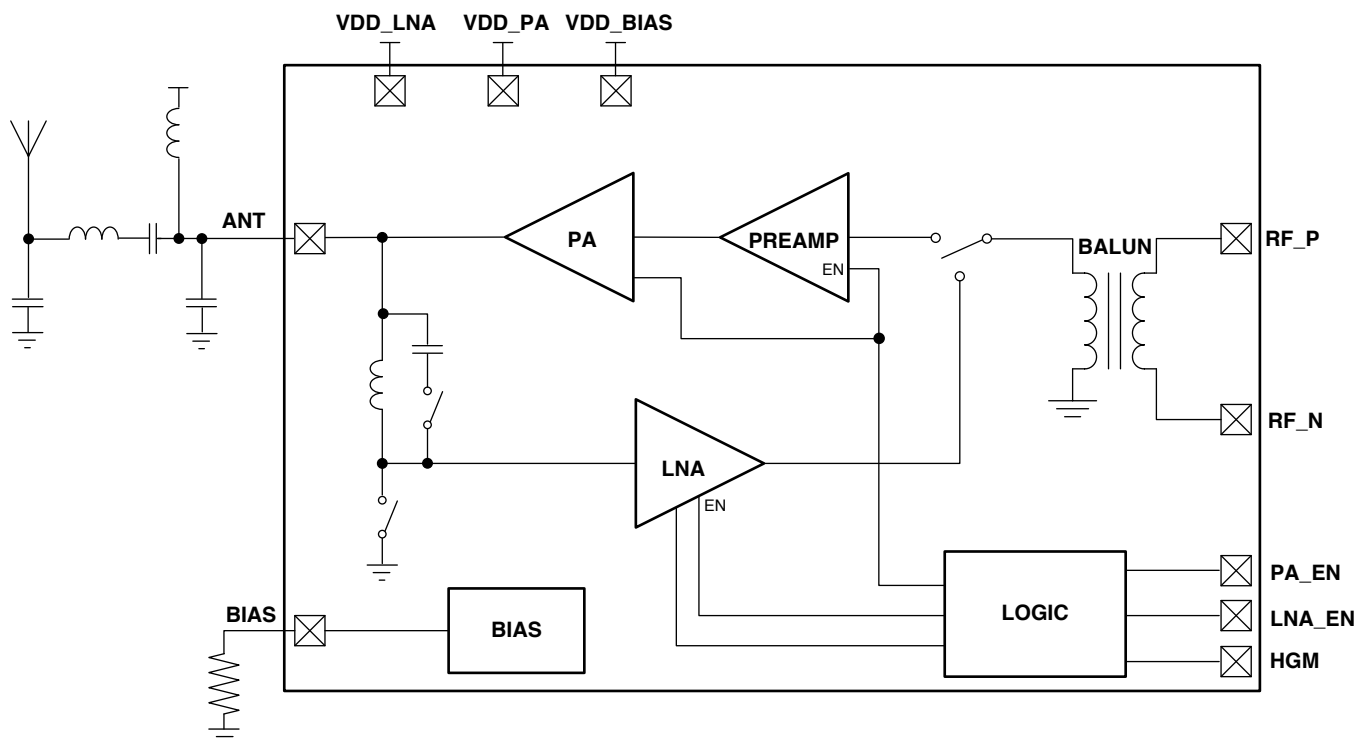 VDD_LNA VDD_PA VDD_BIAS
ANT
PA
PREAMP
EN
BALUN
RF_P
RF_N
LNA
EN
LOGIC
PA_EN
LNA_EN
HGM
BIAS
BIAS